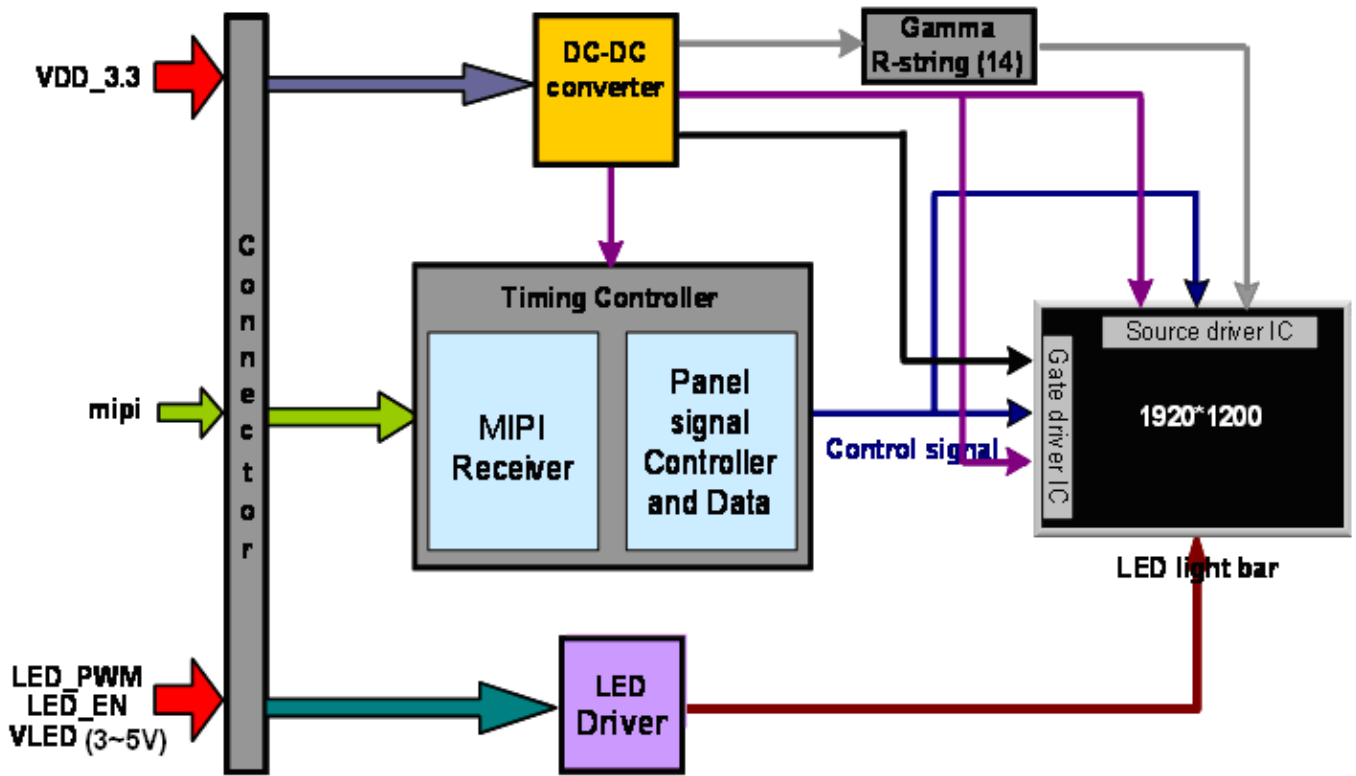 VDD_3.3
mipi
LED_PWM
LED_EN
VLED (3~5V)
Connector
DC-DC
converter
Gamma
R-string (14)
Timing Controller
MIPI
Receiver
Panel
signal
Controller
and Data
Control signal
Source driver IC
Gate driver IC
1920*1200
LED light bar
LED
Driver